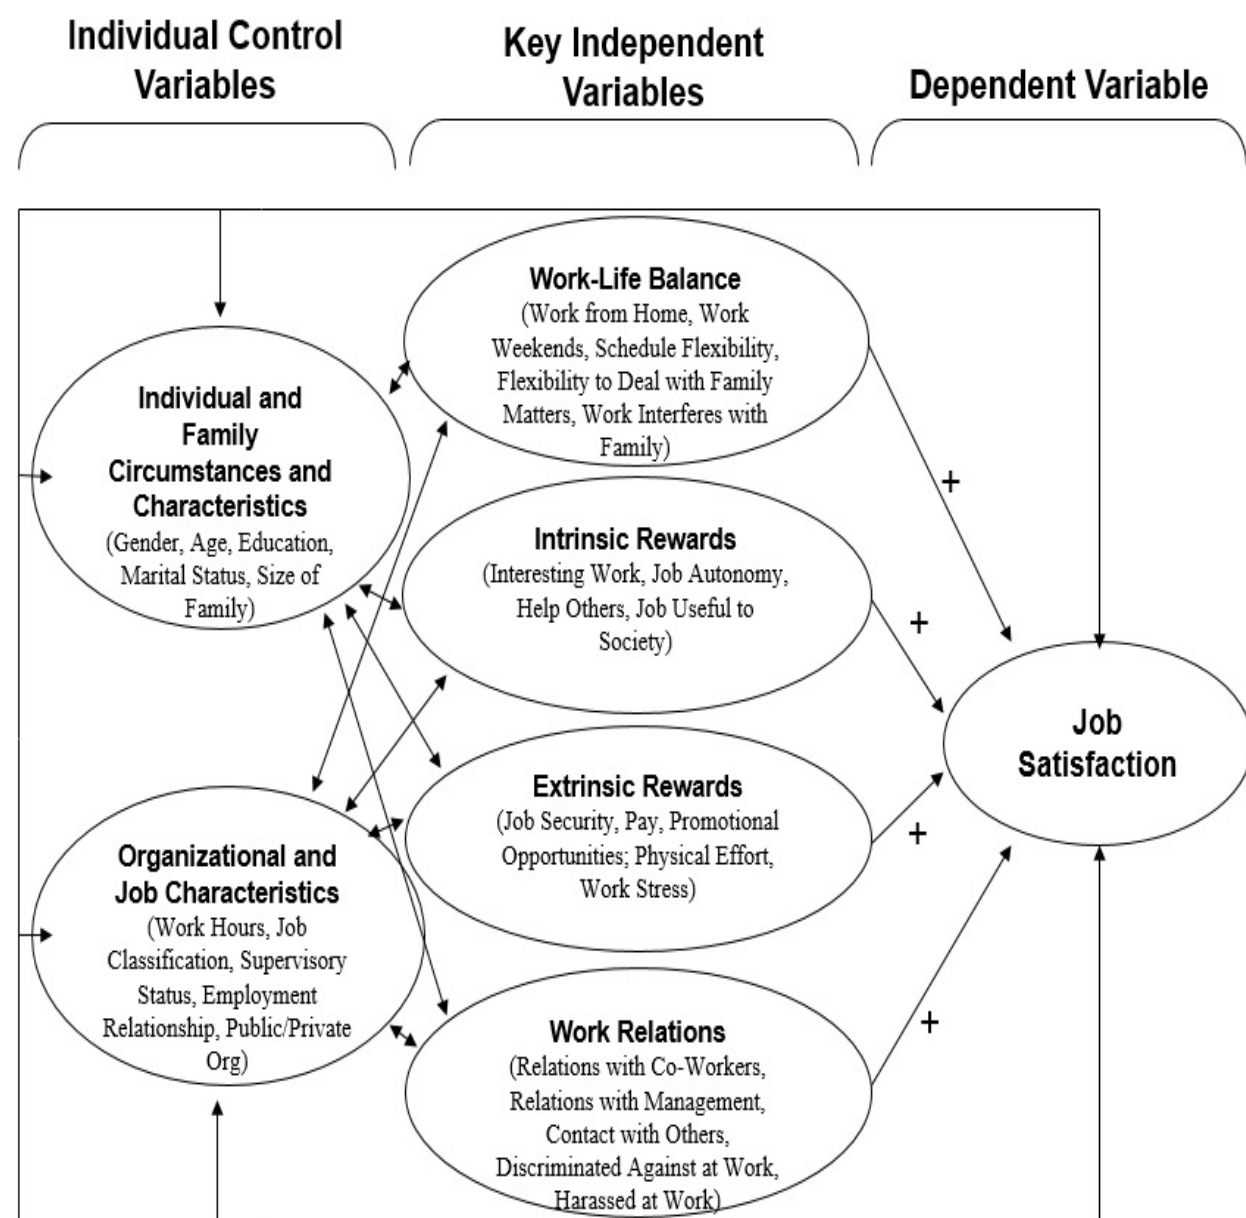 Individual Control
Variables
Key Independent
Variables
Dependent Variable
Work-Life Balance
(Work from Home, Work
Weekends, Schedule Flexibility,
Flexibility to Deal with Family
Matters, Work Interferes with
Family)
Individual and
Family
Circumstances and
Characteristics
(Gender, Age, Education,
Marital Status, Size of
Family)
+
Intrinsic Rewards
(Interesting Work, Job Autonomy,
Help Others, Job Useful to
Society)
+
Job
Satisfaction
Extrinsic Rewards
(Job Security, Pay, Promotional
Opportunities; Physical Effort,
Work Stress)
+
Organizational and
Job Characteristics
(Work Hours, Job
Classification, Supervisory
Status, Employment
Relationship, Public/Private
Org)
+
Work Relations
(Relations with Co-Workers,
Relations with Management,
Contact with Others,
Discriminated Against at Work,
Harassed at Work)